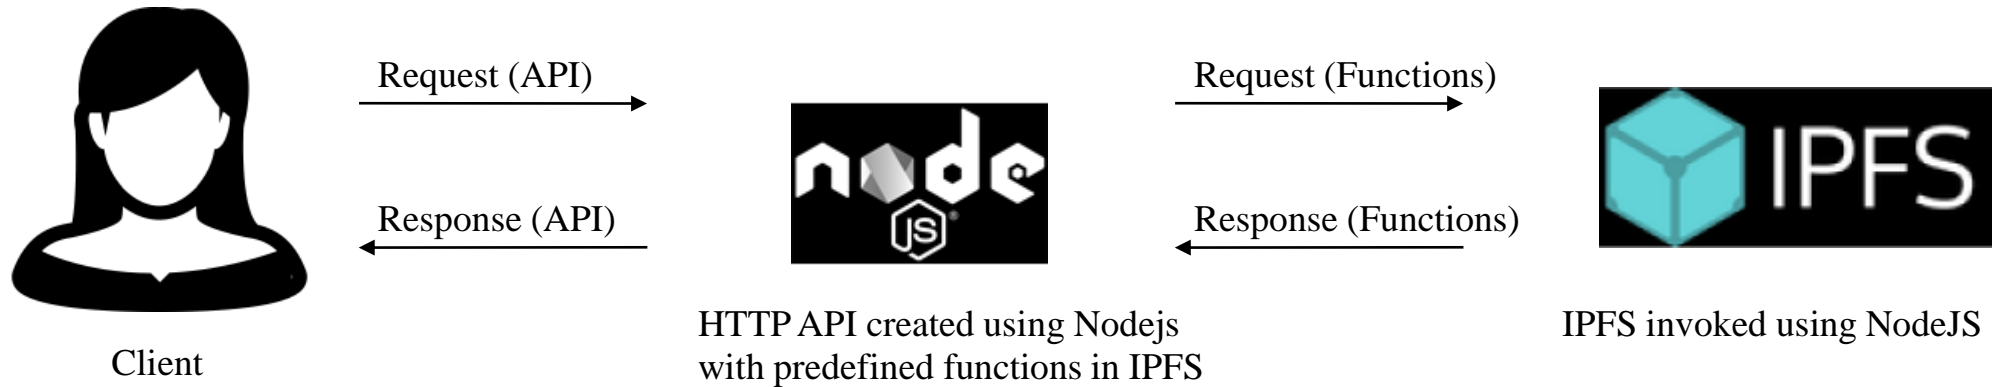 Request (API)
Request (Functions)
node
JS
IPFS
Response (API)
Response (Functions)
Client
HTTP API created using Nodejs
with predefined functions in IPFS
IPFS invoked using NodeJS